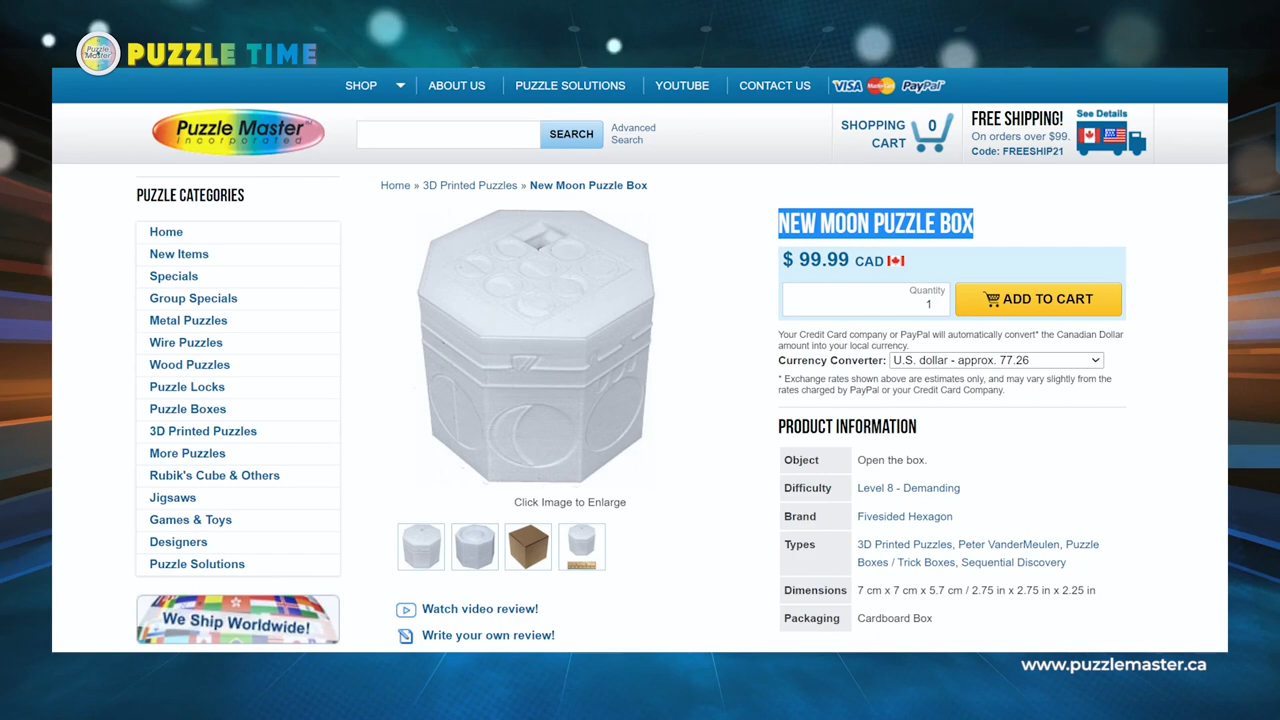 PUZZLE TIME
SHOP
ABOUT US
PUZZLE SOLUTIONS
YOUTUBE
CONTACT US
VISA MasterCard PayPal
Puzzle Master
Incorporated
SEARCH
Advanced
Search
SHOPPING
CART
0
FREE SHIPPING!
On orders over $99.
Code: FREESHIP21
See Details
PUZZLE CATEGORIES
Home
New Items
Specials
Group Specials
Metal Puzzles
Wire Puzzles
Wood Puzzles
Puzzle Locks
Puzzle Boxes
3D Printed Puzzles
More Puzzles
Rubik's Cube & Others
Jigsaws
Games & Toys
Designers
Puzzle Solutions
We Ship Worldwide!
Home » 3D Printed Puzzles » New Moon Puzzle Box
Click Image to Enlarge
Watch video review!
Write your own review!
NEW MOON PUZZLE BOX
$ 99.99 CAD
Quantity
1
ADD TO CART
Your Credit Card company or PayPal will automatically convert* the Canadian Dollar
amount into your local currency.
Currency Converter: U.S. dollar - approx. 77.26
* Exchange rates shown above are estimates only, and may vary slightly from the
rates charged by PayPal or your Credit Card Company.
PRODUCT INFORMATION
Object Open the box.
Difficulty Level 8 - Demanding
Brand Fivesided Hexagon
Types 3D Printed Puzzles, Peter VanderMeulen, Puzzle
Boxes / Trick Boxes, Sequential Discovery
Dimensions 7 cm x 7 cm x 5.7 cm / 2.75 in x 2.75 in x 2.25 in
Packaging Cardboard Box
www.puzzlemaster.ca